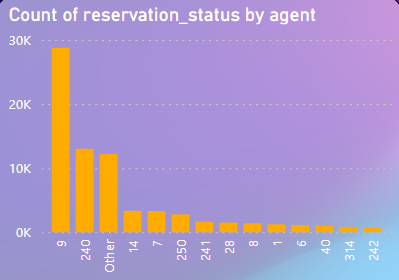 Count of reservation_status by agent
30K
20K
10K
0K
9
240
Other
14
7
250
241
28
8
1
6
40
314
242